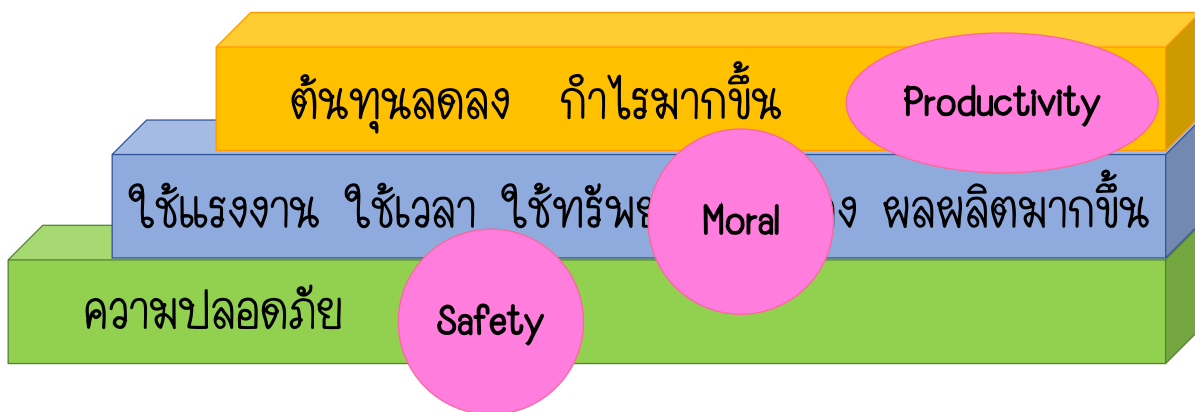 ต้นทุนลดลง กำไรมากขึ้น Productivity
ใช้แรงงาน ใช้เวลา ใช้ Moral ผลผลิตมากขึ้น
ความปลอดภัย Safety